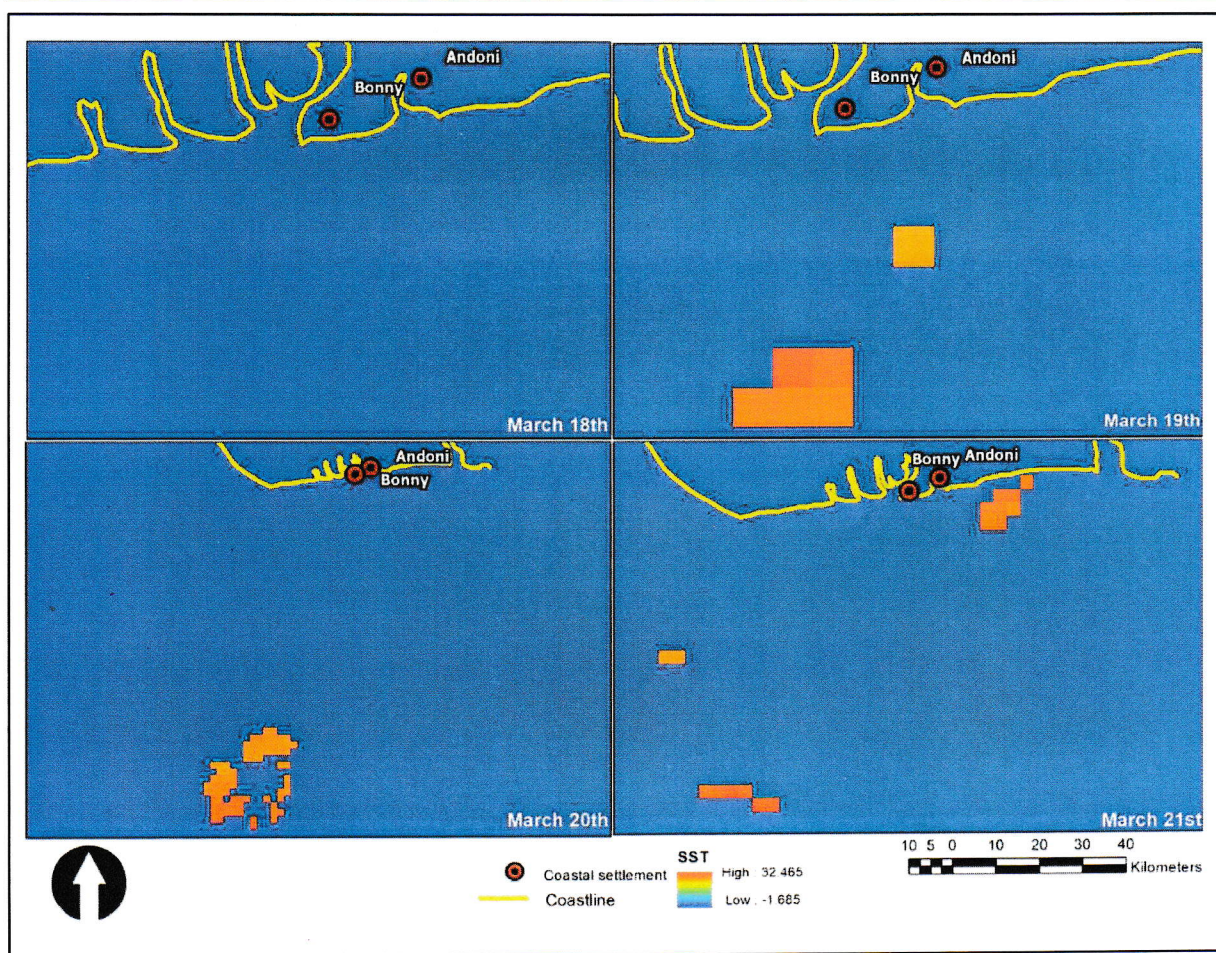 Andoni
Bonny
March 18th
Andoni
Bonny
March 19th
Andoni
Bonny
March 20th
Bonny
Andoni
March 21st
Coastal settlement
Coastline
SST
High . 32.465
Low . -1 685
10 5 0 10 20 30 40
Kilometers